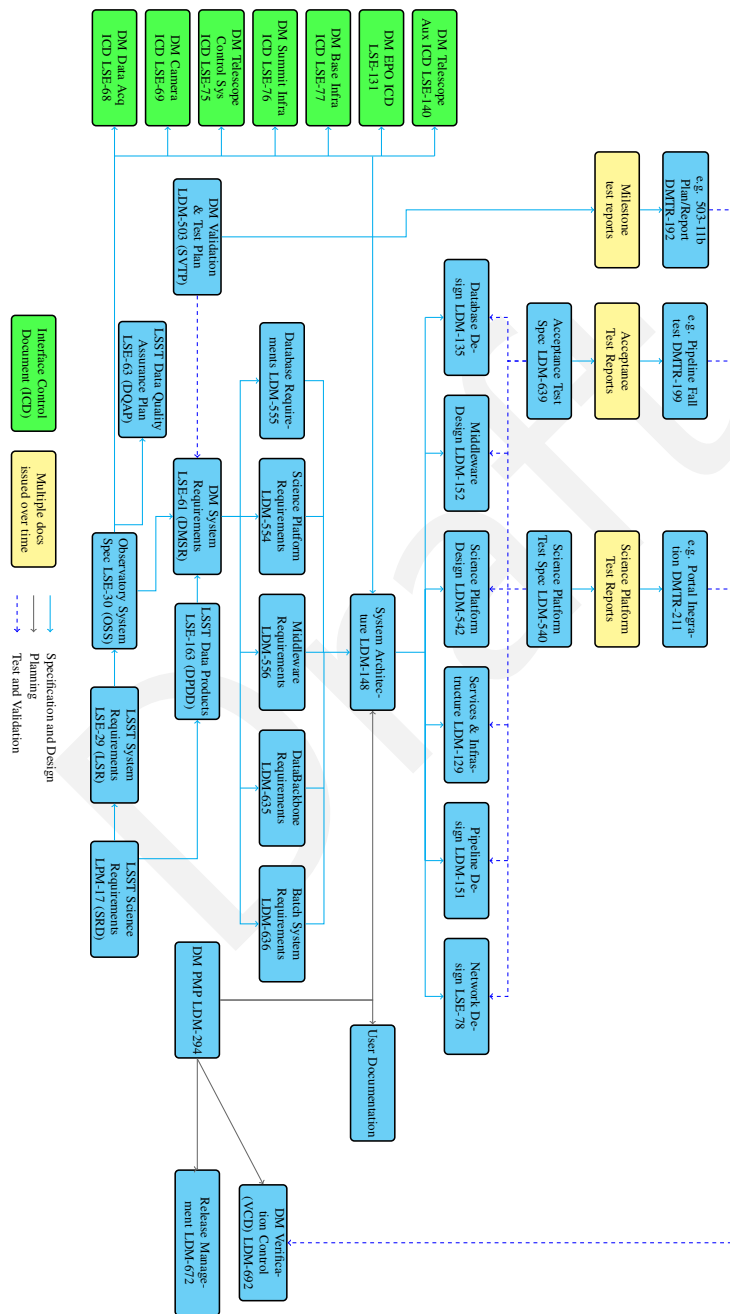 e.g. 503-11b
Plan/Report
DMTR-192
e.g. Pipeline Fall
test DMTR-199
e.g. Portal Inegra-
tion DMTR-211
Milestone
test reports
Acceptance
Test Reports
Science Platform
Test Reports
Acceptance Test
Spec LDM-639
Science Platform
Test Spec LDM-540
Database De-
sign LDM-135
Middleware
Design LDM-152
Science Platform
Design LDM-542
Services & Infras-
tructure LDM-129
Pipeline De-
sign LDM-151
Network De-
sign LSE-78
DM Telescope
Aux ICD LSE-140
DM EPO ICD
LSE-131
DM Base Infra
ICD LSE-77
DM Summit Infra
ICD LSE-76
DM Telescope
Control Sys
ICD LSE-75
DM Camera
ICD LSE-69
DM Data Acq
ICD LSE-68
System Architec-
ture LDM-148
User Documentation
Database Require-
ments LDM-555
Science Platform
Requirements
LDM-554
Middleware
Requirements
LDM-556
DataBackbone
Requirements
LDM-635
Batch System
Requirements
LDM-636
DM Verifica-
tion Control
(VCD) LDM-692
DM Validation
& Test Plan
LDM-503 (SVTP)
DM System
Requirements
LSE-61 (DMSR)
LSST Data Products
LSE-163 (DPDD)
DM PMP LDM-294
Release Manage-
ment LDM-672
LSST Data Quality
Assurance Plan
LSE-63 (DQAP)
Observatory System
Spec LSE-30 (OSS)
LSST System
Requirements
LSE-29 (LSR)
LSST Science
Requirements
LPM-17 (SRD)
Interface Control
Document (ICD)
Multiple docs
issued over time
Specification and Design
Planning
Test and Validation
Draft